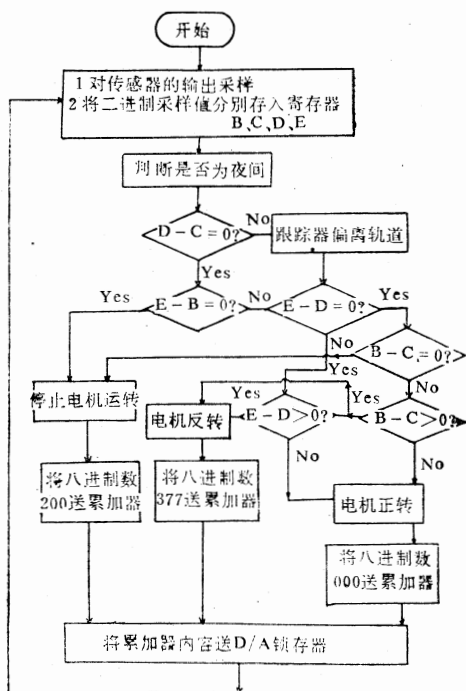 开始
1 对传感器的输出采样
2 将二进制采样值分别存入寄存器
B、C、D、E
判断是否为夜间
D－C＝0?
No
跟踪器偏离轨道
Yes
Yes
E－B＝0?
No
E－D＝0?
Yes
No
B－C＝0?
Yes
No
停止电机运转
Yes
电机反转
E－D＞0?
Yes
B－C＞0?
No
No
将八进制数
200送累加器
将八进制数
377送累加器
电机正转
将八进制数
000送累加器
将累加器内容送D/A锁存器